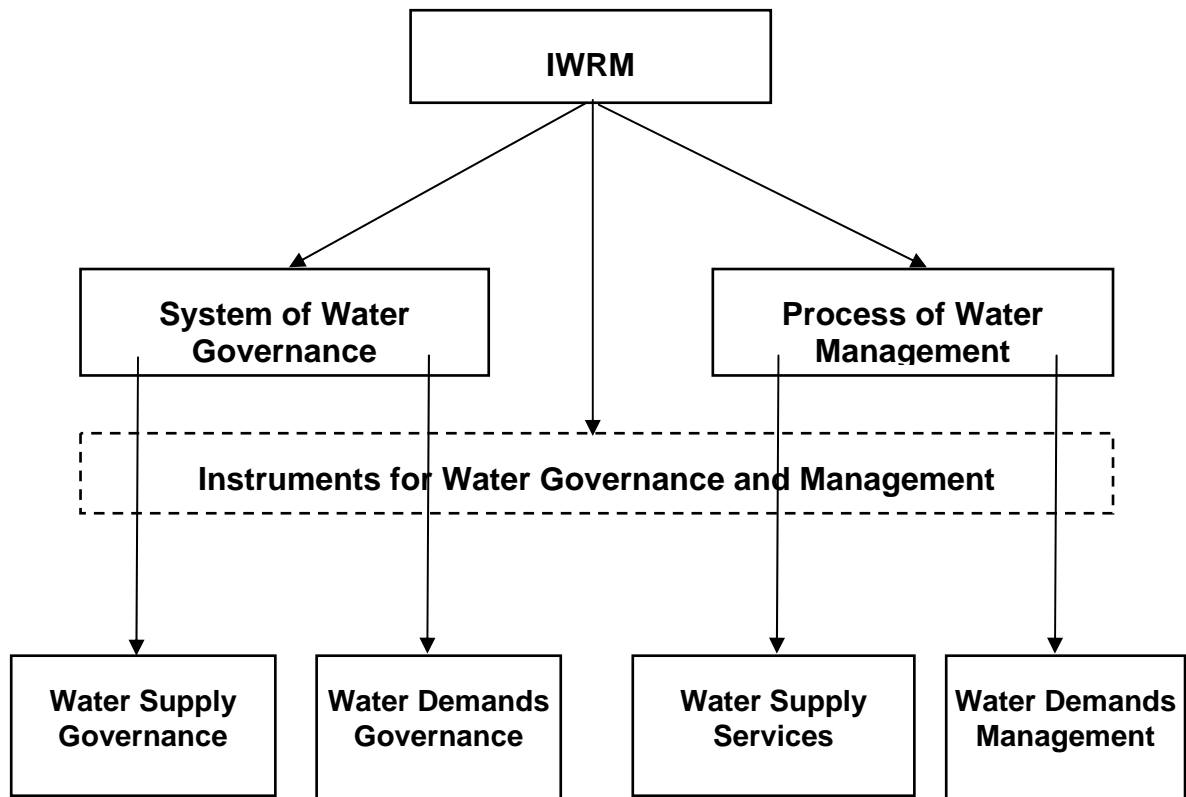 IWRM
System of Water
Governance
Process of Water
Management
Instruments for Water Governance and Management
Water Supply
Governance
Water Demands
Governance
Water Supply
Services
Water Demands
Management